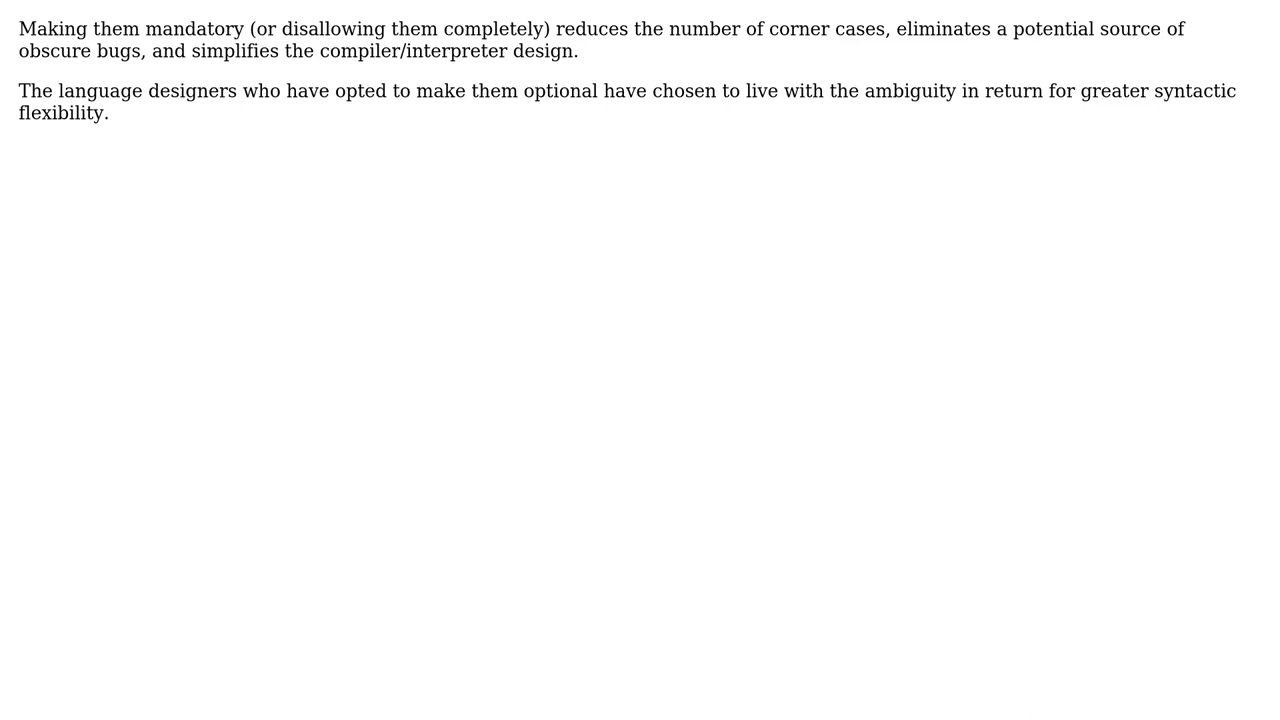 Making them mandatory (or disallowing them completely) reduces the number of corner cases, eliminates a potential source of
obscure bugs, and simplifies the compiler/interpreter design.
The language designers who have opted to make them optional have chosen to live with the ambiguity in return for greater syntactic
flexibility.